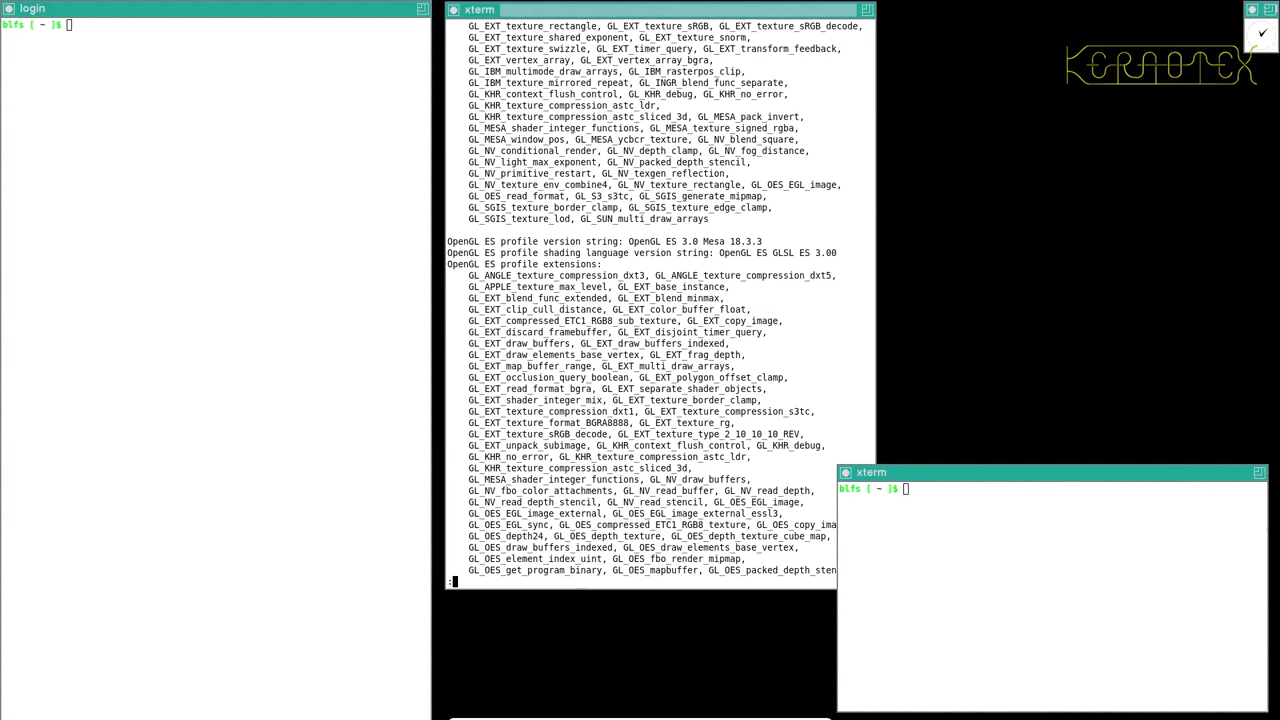 login
blfs [ ~ ]$
xterm
GL_EXT_texture_rectangle, GL_EXT_texture_sRGB, GL_EXT_texture_sRGB_decode,
GL_EXT_texture_shared_exponent, GL_EXT_texture_snorm,
GL_EXT_texture_swizzle, GL_EXT_timer_query, GL_EXT_transform_feedback,
GL_EXT_vertex_array, GL_EXT_vertex_array_bgra,
GL_IBM_multimode_draw_arrays, GL_IBM_rasterpos_clip,
GL_IBM_texture_mirrored_repeat, GL_INGR_blend_func_separate,
GL_KHR_context_flush_control, GL_KHR_debug, GL_KHR_no_error,
GL_KHR_texture_compression_astc_ldr,
GL_KHR_texture_compression_astc_sliced_3d, GL_MESA_pack_invert,
GL_MESA_shader_integer_functions, GL_MESA_texture_signed_rgba,
GL_MESA_window_pos, GL_MESA_ycbcr_texture, GL_NV_blend_square,
GL_NV_conditional_render, GL_NV_depth_clamp, GL_NV_fog_distance,
GL_NV_light_max_exponent, GL_NV_packed_depth_stencil,
GL_NV_primitive_restart, GL_NV_texgen_reflection,
GL_NV_texture_env_combine4, GL_NV_texture_rectangle, GL_OES_EGL_image,
GL_OES_read_format, GL_S3_s3tc, GL_SGIS_generate_mipmap,
GL_SGIS_texture_border_clamp, GL_SGIS_texture_edge_clamp,
GL_SGIS_texture_lod, GL_SUN_multi_draw_arrays
OpenGL ES profile version string: OpenGL ES 3.0 Mesa 18.3.3
OpenGL ES profile shading language version string: OpenGL ES GLSL ES 3.00
OpenGL ES profile extensions:
GL_ANGLE_texture_compression_dxt3, GL_ANGLE_texture_compression_dxt5,
GL_APPLE_texture_max_level, GL_EXT_base_instance,
GL_EXT_blend_func_extended, GL_EXT_blend_minmax,
GL_EXT_clip_cull_distance, GL_EXT_color_buffer_float,
GL_EXT_compressed_ETC1_RGB8_sub_texture, GL_EXT_copy_image,
GL_EXT_discard_framebuffer, GL_EXT_disjoint_timer_query,
GL_EXT_draw_buffers, GL_EXT_draw_buffers_indexed,
GL_EXT_draw_elements_base_vertex, GL_EXT_frag_depth,
GL_EXT_map_buffer_range, GL_EXT_multi_draw_arrays,
GL_EXT_occlusion_query_boolean, GL_EXT_polygon_offset_clamp,
GL_EXT_read_format_bgra, GL_EXT_separate_shader_objects,
GL_EXT_shader_integer_mix, GL_EXT_texture_border_clamp,
GL_EXT_texture_compression_dxt1, GL_EXT_texture_compression_s3tc,
GL_EXT_texture_format_BGRA8888, GL_EXT_texture_rg,
GL_EXT_texture_sRGB_decode, GL_EXT_texture_type_2_10_10_10_REV,
GL_EXT_unpack_subimage, GL_KHR_context_flush_control, GL_KHR_debug,
GL_KHR_no_error, GL_KHR_texture_compression_astc_ldr,
GL_KHR_texture_compression_astc_sliced_3d,
GL_MESA_shader_integer_functions, GL_NV_draw_buffers,
GL_NV_fbo_color_attachments, GL_NV_read_buffer, GL_NV_read_depth,
GL_NV_read_depth_stencil, GL_NV_read_stencil, GL_OES_EGL_image,
GL_OES_EGL_image_external, GL_OES_EGL_image_external_essl3,
GL_OES_EGL_sync, GL_OES_compressed_ETC1_RGB8_texture, GL_OES_copy_ima
GL_OES_depth24, GL_OES_depth_texture, GL_OES_depth_texture_cube_map,
GL_OES_draw_buffers_indexed, GL_OES_draw_elements_base_vertex,
GL_OES_element_index_uint, GL_OES_fbo_render_mipmap,
GL_OES_get_program_binary, GL_OES_mapbuffer, GL_OES_packed_depth_sten
:
KERAOTEX
xterm
blfs [ ~ ]$